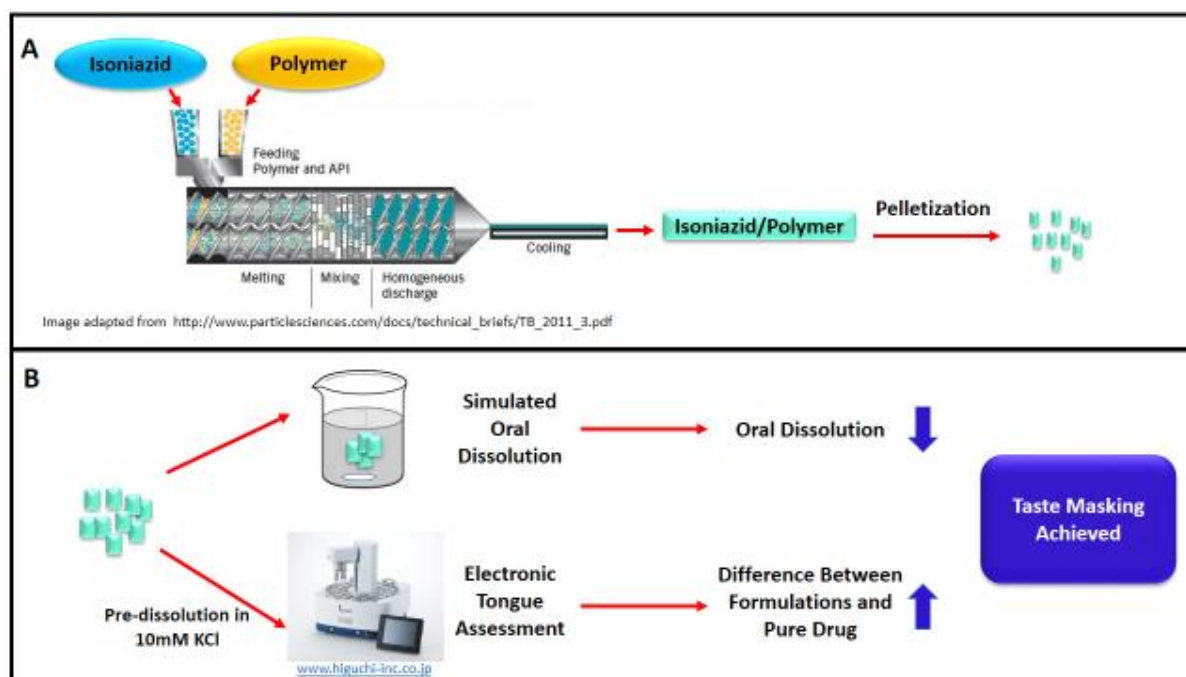 A
Isoniazid
Polymer
Feeding
Polymer and API
Melting
Mixing
Homogeneous
discharge
Cooling
Isoniazid/Polymer
Pelletization
Image adapted from http://www.particlesciences.com/docs/technical_briefs/TB_2011_3.pdf
B
Simulated
Oral
Dissolution
Oral Dissolution
Pre-dissolution in
10mM KCl
www.higuchi-inc.co.jp
Electronic
Tongue
Assessment
Difference Between
Formulations and
Pure Drug
Taste Masking
Achieved